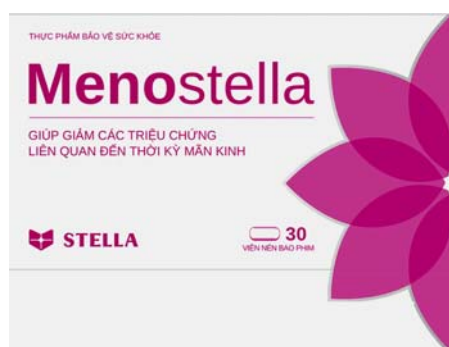 THỰC PHẨM BẢO VỆ SỨC KHỎE
Menostella
GIÚP GIẢM CÁC TRIỆU CHỨNG
LIÊN QUAN ĐẾN THỜI KỲ MÃN KINH
STELLA
30
VIÊN NÉN BAO PHIM